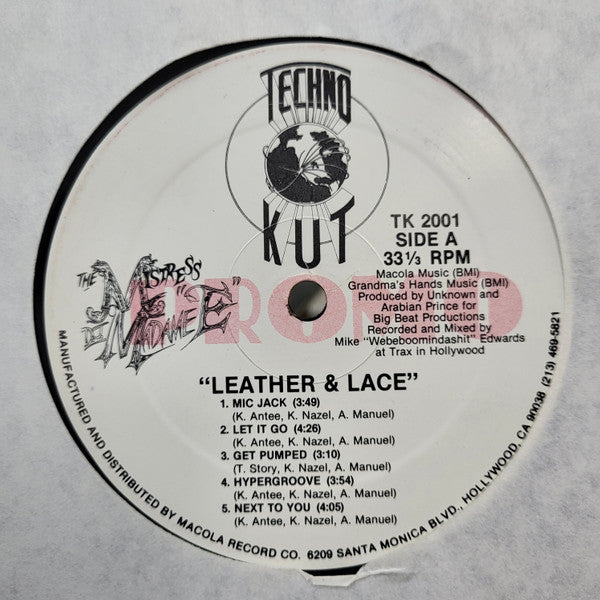 TECHNO
KUT
TK 2001
SIDE A
33 1/3 RPM
THE MISTRESS
& MADAME "E"
PROMO
Macola Music (BMI)
Grandma's Hands Music (BMI)
Produced by Unknown and
Arabian Prince for
Big Beat Productions
Recorded and Mixed by
Mike "Webeboomindashit" Edwards
at Trax in Hollywood
"LEATHER & LACE"
1. MIC JACK (3:49)
(K. Antee, K. Nazel, A. Manuel)
2. LET IT GO (4:26)
(K. Antee, K. Nazel, A. Manuel)
3. GET PUMPED (3:10)
(T. Story, K. Nazel, A. Manuel)
4. HYPERGROOVE (3:54)
(K. Antee, K. Nazel, A. Manuel)
5. NEXT TO YOU (4:05)
(K. Antee, K. Nazel, A. Manuel)
MANUFACTURED AND DISTRIBUTED BY MACOLA RECORD CO. 6209 SANTA MONICA BLVD., HOLLYWOOD, CA 90038 (213) 469-5821